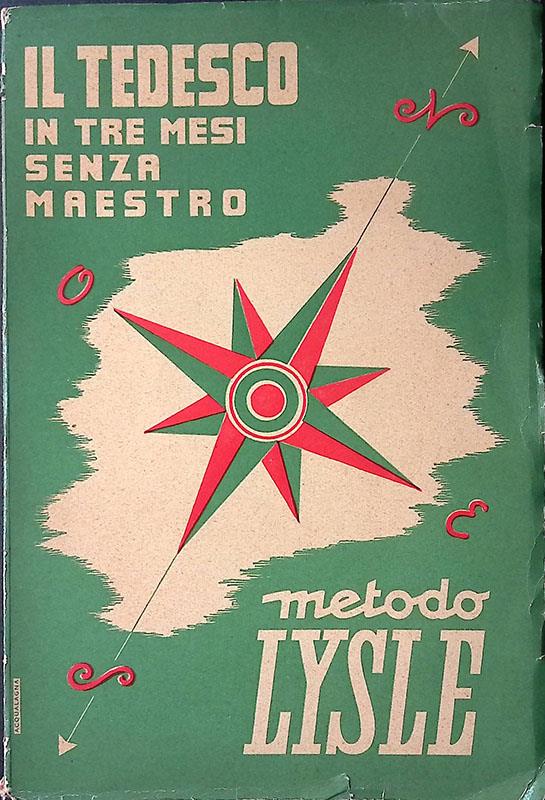 IL TEDESCO
IN TRE MESI
SENZA
MAESTRO
N
O
E
S
metodo
LYSLE
ACQUALAGNA